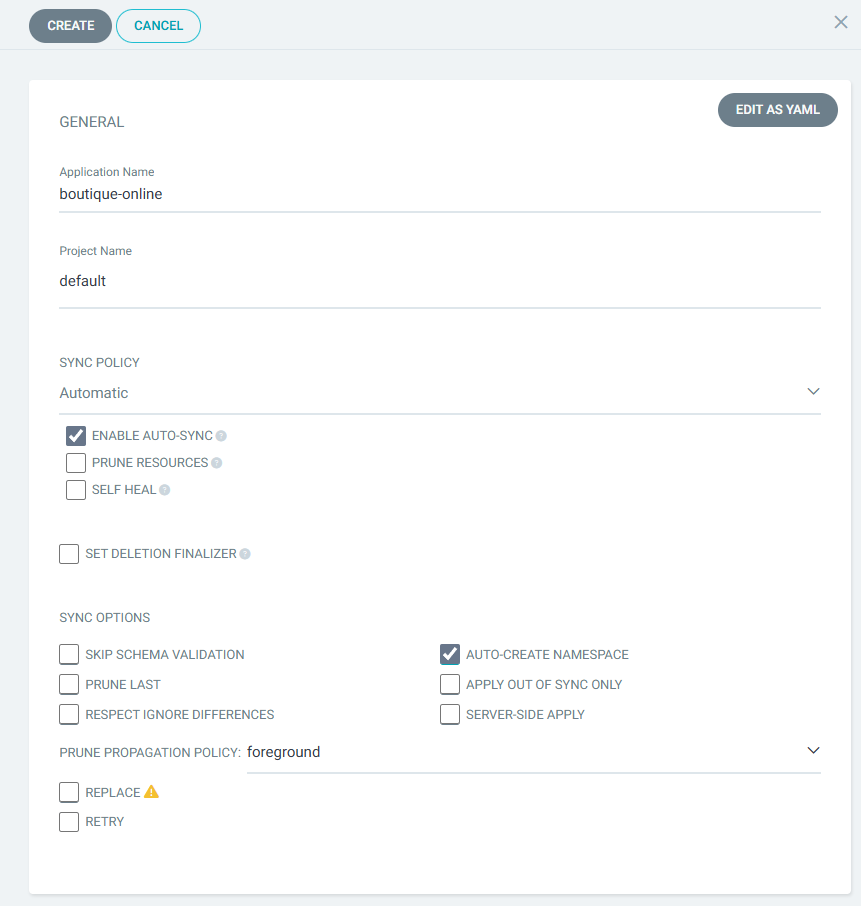 CREATE
CANCEL
EDIT AS YAML
GENERAL
Application Name
boutique-online
Project Name
default
SYNC POLICY
Automatic
ENABLE AUTO-SYNC
PRUNE RESOURCES
SELF HEAL
SET DELETION FINALIZER
SYNC OPTIONS
SKIP SCHEMA VALIDATION
AUTO-CREATE NAMESPACE
PRUNE LAST
APPLY OUT OF SYNC ONLY
RESPECT IGNORE DIFFERENCES
SERVER-SIDE APPLY
PRUNE PROPAGATION POLICY: foreground
REPLACE
RETRY